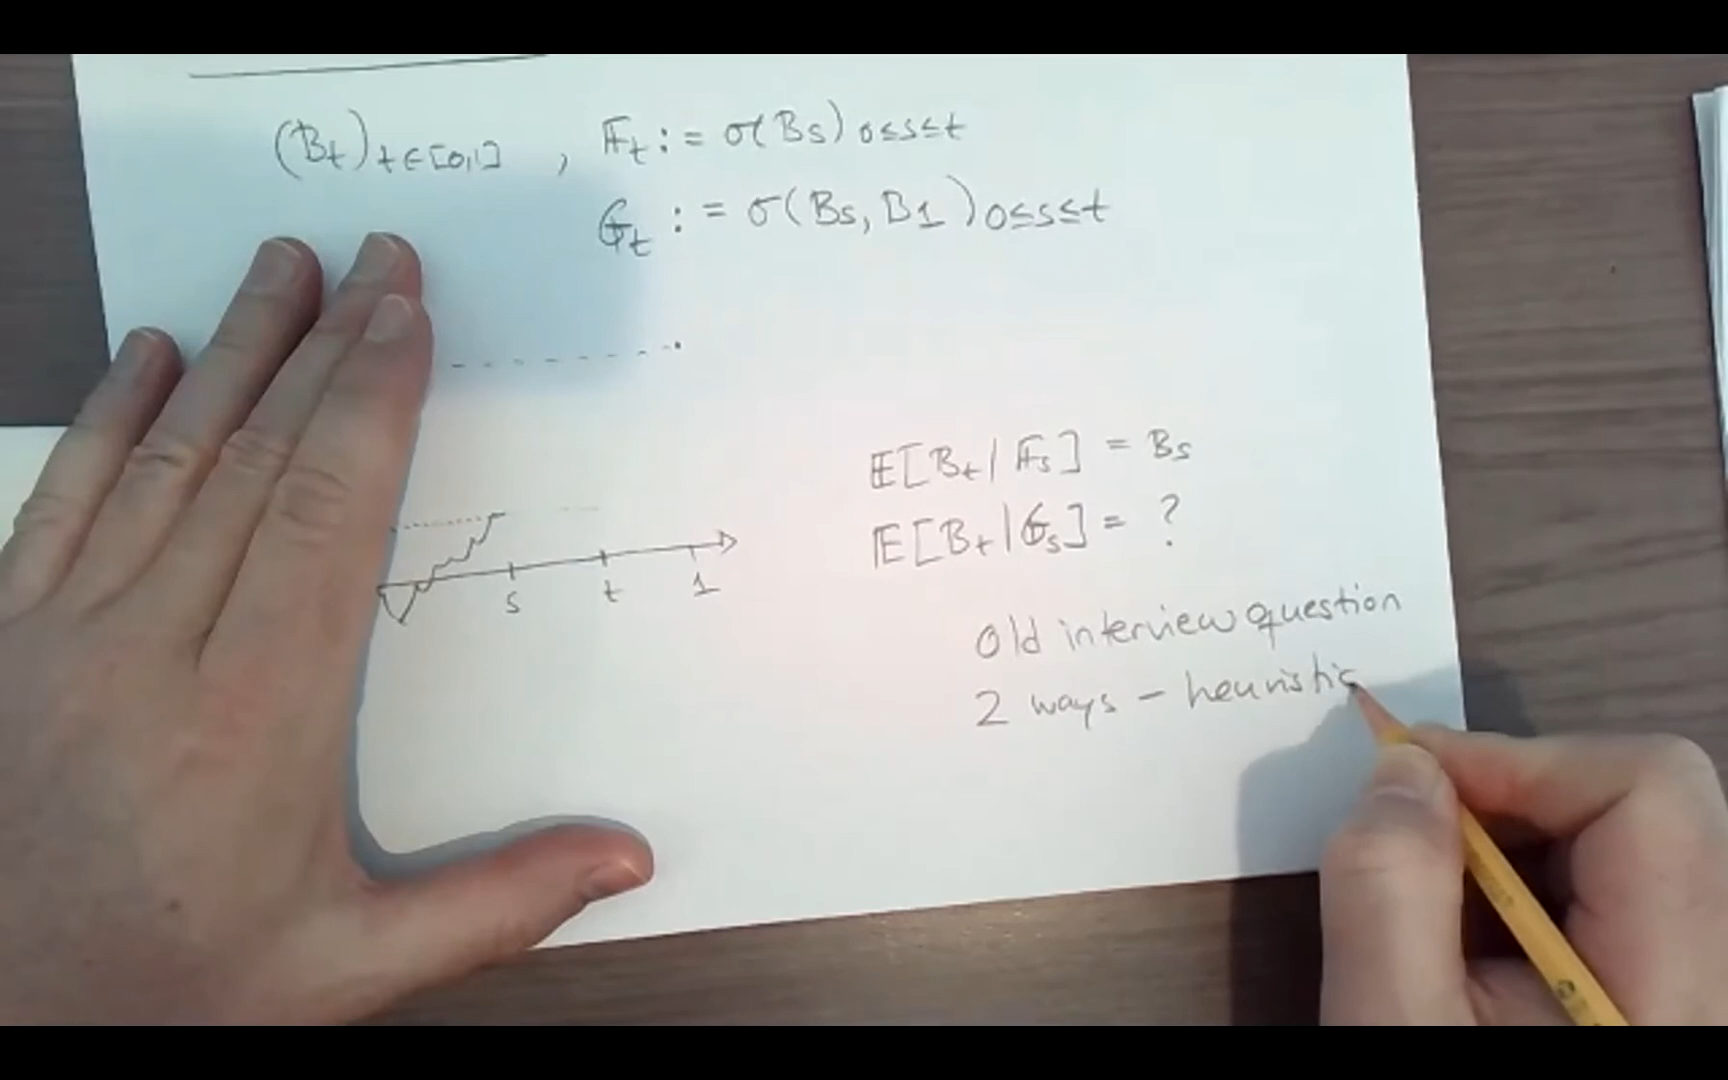 (Bt)t∈[0,1] , 𝔽t := σ(Bs)0≤s≤t
𝔾t := σ(Bs, B1)0≤s≤t
𝔼[Bt | 𝔽s] = Bs
𝔼[Bt | 𝔾s] = ?
s t 1
Old interview question
2 ways - heuristic